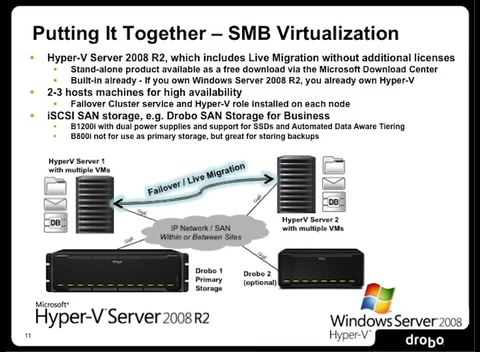 Putting It Together – SMB Virtualization
Hyper-V Server 2008 R2, which includes Live Migration without additional licenses
Stand-alone product available as a free download via the Microsoft Download Center
Built-in already - If you own Windows Server 2008 R2, you already own Hyper-V
2-3 hosts machines for high availability
Failover Cluster service and Hyper-V role installed on each node
iSCSI SAN storage, e.g. Drobo SAN Storage for Business
B1200i with dual power supplies and support for SSDs and Automated Data Aware Tiering
B800i not for use as primary storage, but great for storing backups
HyperV Server 1
with multiple VMs
Failover / Live Migration
DB
DB
HyperV Server 2
with multiple VMs
GbE
GbE
IP Network / SAN
Within or Between Sites
GbE
GbE
Drobo 1
Primary
Storage
Drobo 2
(optional)
Microsoft®
Hyper-V™ Server 2008 R2
Windows Server® 2008
Hyper-V™
11
drobo